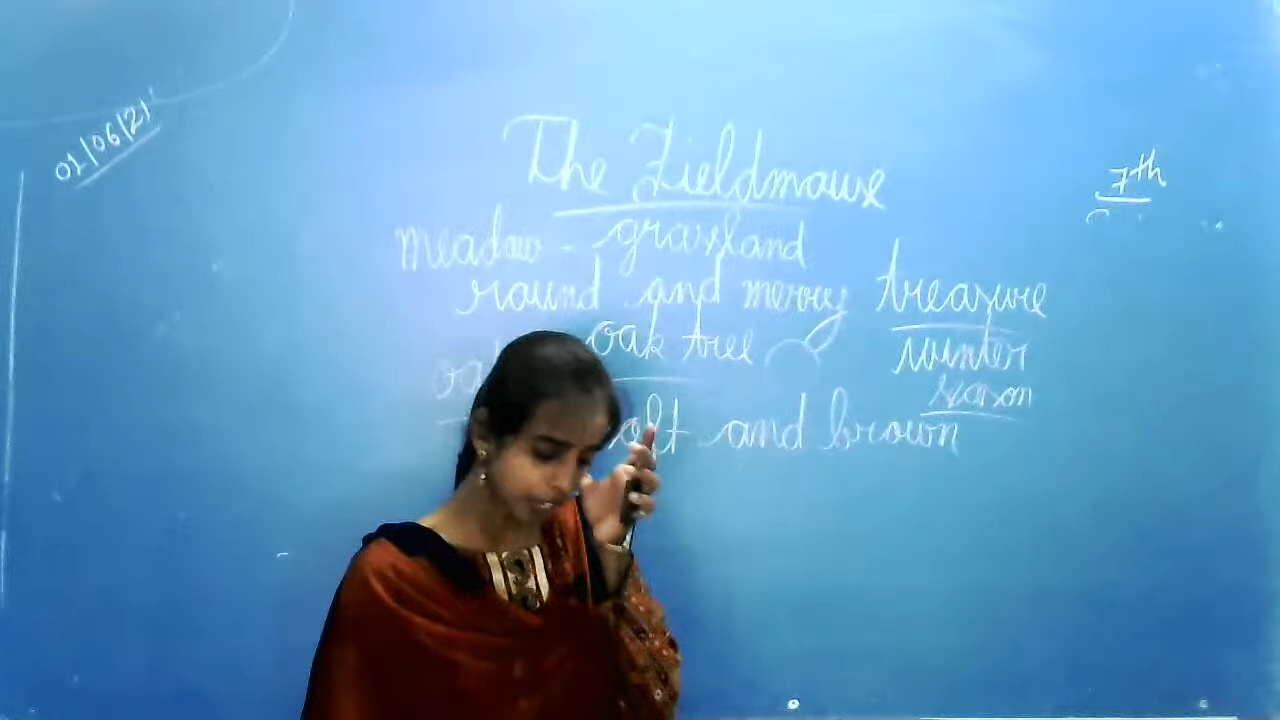 01/06/21
The Fieldmouse
7th
meadow - grassland
round and merry treasure
oak tree
winter
season
and brown